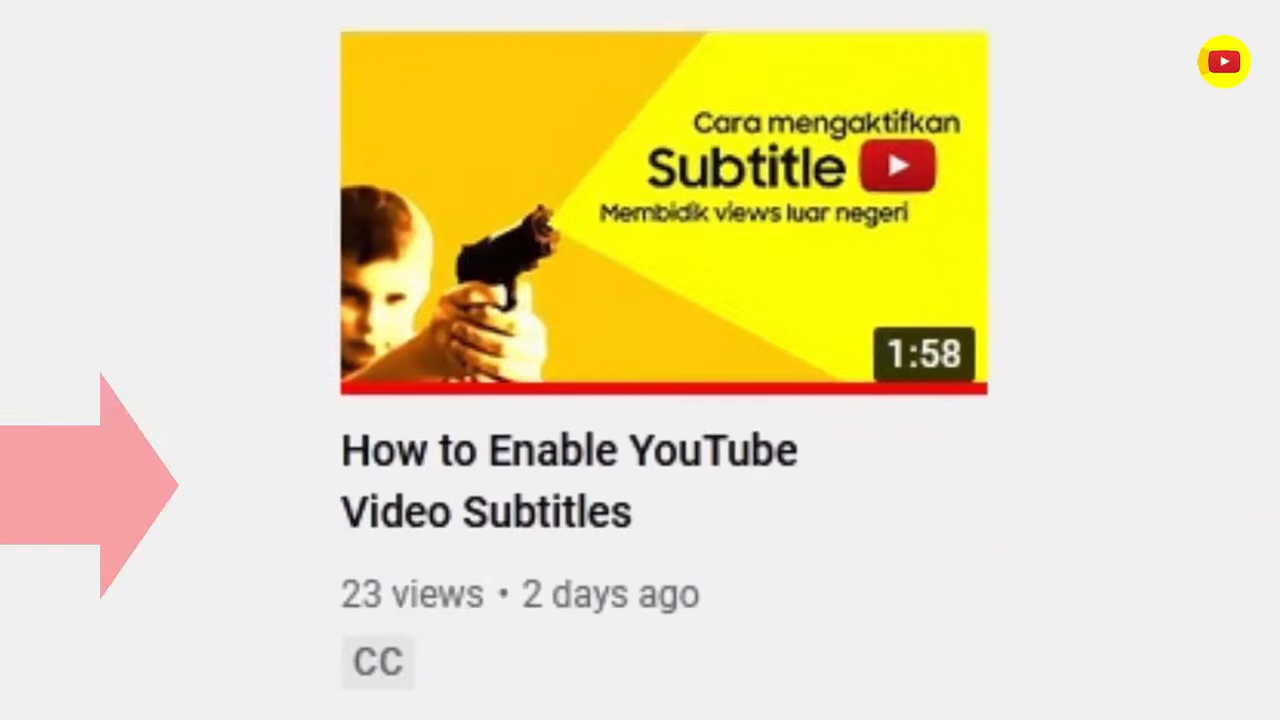 Cara mengaktifkan
Subtitle
Membidik views luar negeri
1:58
How to Enable YouTube
Video Subtitles
23 views • 2 days ago
CC